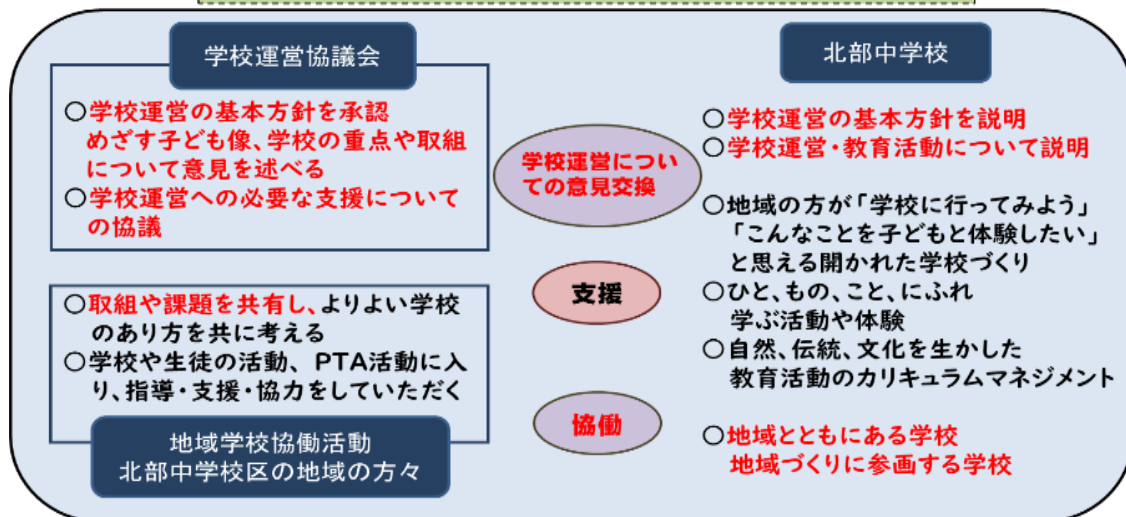 学校運営協議会
○学校運営の基本方針を承認
めざす子ども像、学校の重点や取組
について意見を述べる
○学校運営への必要な支援について
の協議
○取組や課題を共有し、よりよい学校
のあり方を共に考える
○学校や生徒の活動、PTA活動に入
り、指導・支援・協力をしていただく
地域学校協働活動
北部中学校区の地域の方々
学校運営につい
ての意見交換
支援
協働
北部中学校
○学校運営の基本方針を説明
○学校運営・教育活動について説明
○地域の方が「学校に行ってみよう」
「こんなことを子どもと体験したい」
と思える開かれた学校づくり
○ひと、もの、こと、にふれ
学ぶ活動や体験
○自然、伝統、文化を生かした
教育活動のカリキュラムマネジメント
○地域とともにある学校
地域づくりに参画する学校